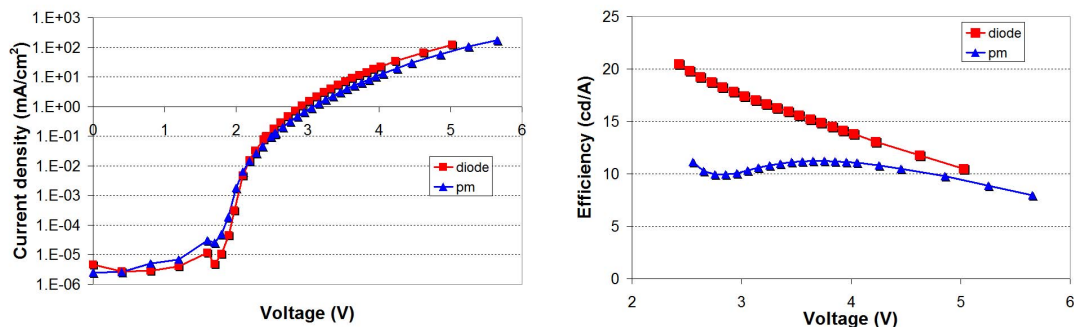 Current density (mA/cm²)
1.E+03
1.E+02
1.E+01
1.E+00
1.E-01
1.E-02
1.E-03
1.E-04
1.E-05
1.E-06
0 1 2 3 4 5 6
diode
pm
Voltage (V)
Efficiency (cd/A)
25
20
15
10
5
0
2 3 4 5 6
diode
pm
Voltage (V)